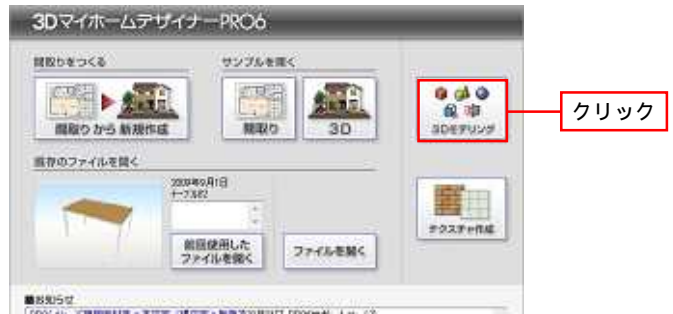 3DマイホームデザイナーPRO6
間取りをつくる
サンプルを開く
間取りから新規作成
間取り
3D
3Dモデリング
クリック
既存のファイルを開く
2009年9月1日
テーブル02
前回使用した
ファイルを開く
ファイルを開く
テクスチャ作成
■お知らせ